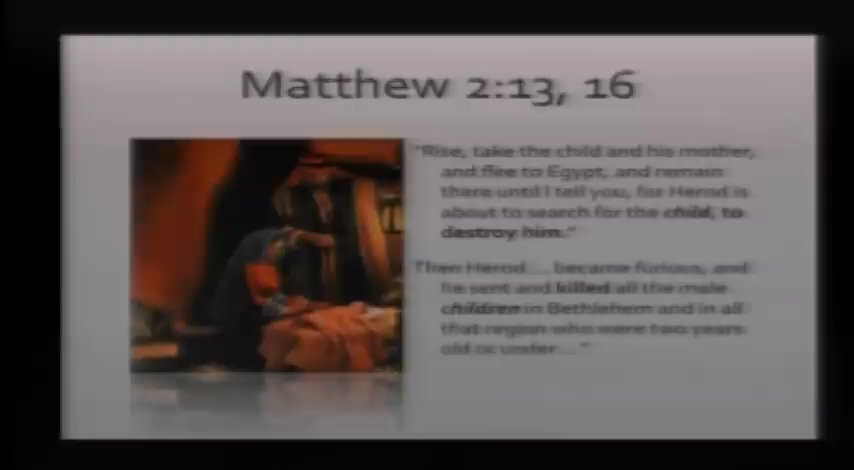 Matthew 2:13, 16
"Rise, take the child and his mother,
and flee to Egypt, and remain
there until I tell you, for Herod is
about to search for the child, to
destroy him."
Then Herod... became furious, and
he sent and killed all the male
children in Bethlehem and in all
that region who were two years
old or under..."